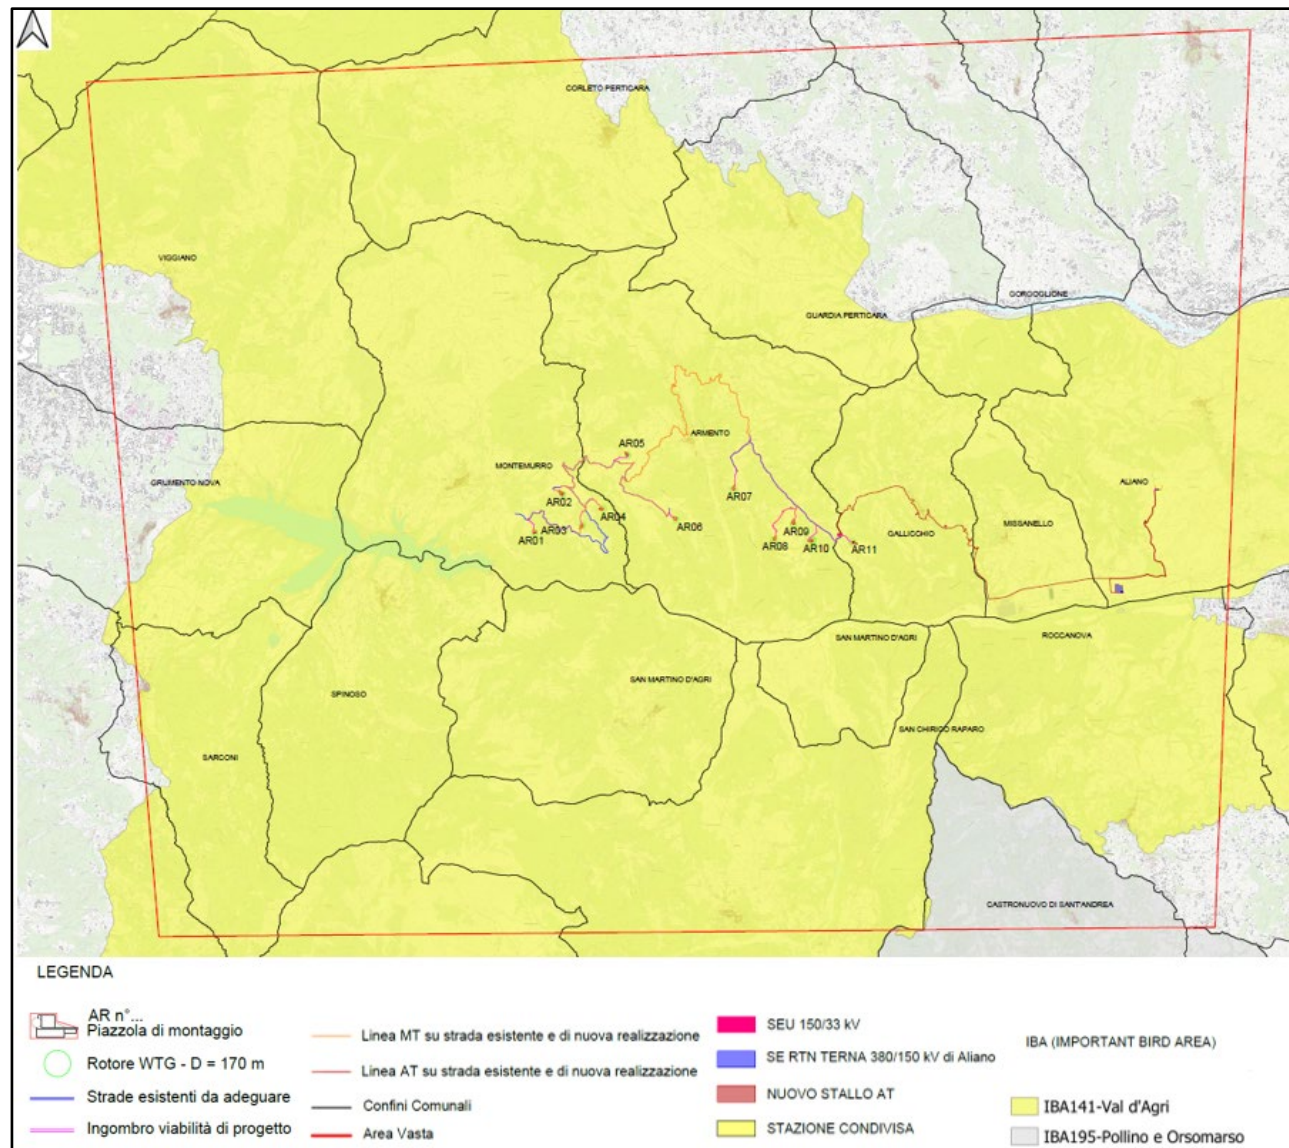 CORLETO PERTICARA
VIGGIANO
GORGOGLIONE
GUARDIA PERTICARA
ARMENTO
AR05
MONTEMURRO
GRUMENTO NOVA
ALIANO
AR02
AR07
AR04
AR06
MISSANELLO
AR03
AR09
GALLICCHIO
AR01
AR08
AR10
AR11
SAN MARTINO D'AGRI
ROCCANOVA
SAN MARTINO D'AGRI
SPINOSO
SAN CHIRICO RAPARO
SARCONI
CASTRONUOVO DI SANT'ANDREA
LEGENDA
AR n°...
Piazzola di montaggio
Rotore WTG - D = 170 m
Strade esistenti da adeguare
Ingombro viabilità di progetto
Linea MT su strada esistente e di nuova realizzazione
Linea AT su strada esistente e di nuova realizzazione
Confini Comunali
Area Vasta
SEU 150/33 kV
SE RTN TERNA 380/150 kV di Aliano
NUOVO STALLO AT
STAZIONE CONDIVISA
IBA (IMPORTANT BIRD AREA)
IBA141-Val d'Agri
IBA195-Pollino e Orsomarso